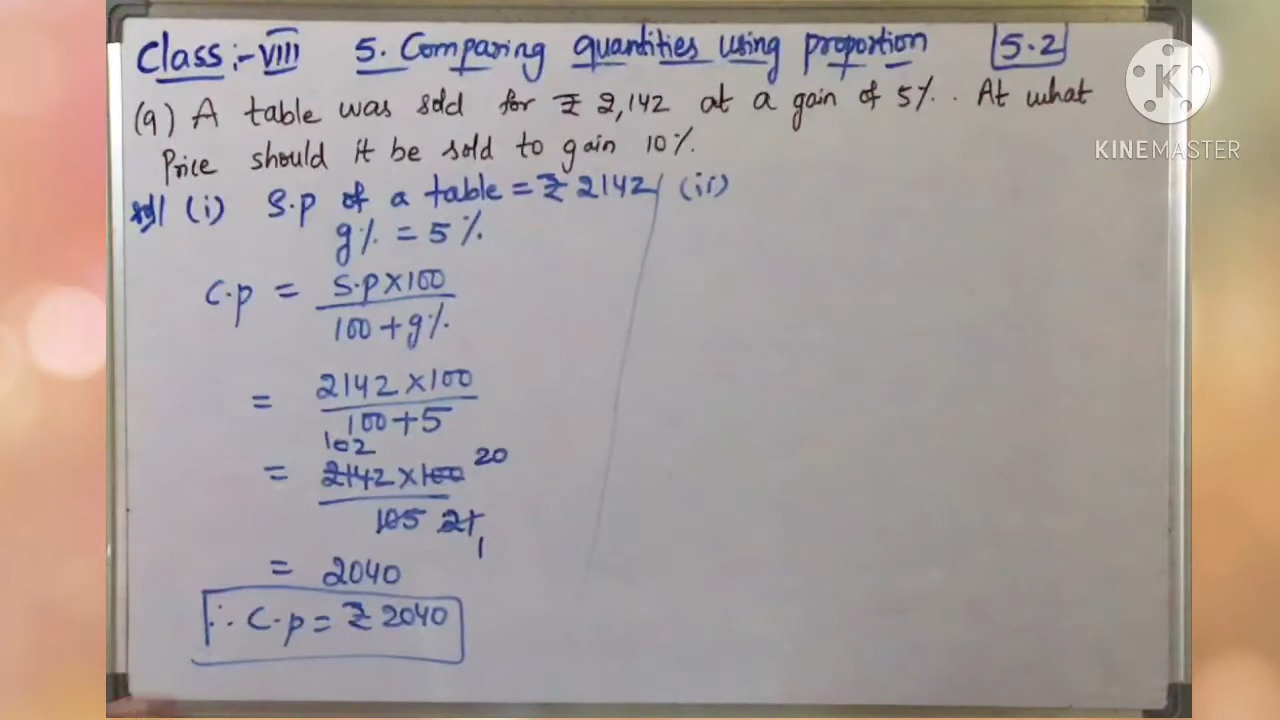 Class :- VIII 5. Comparing quantities using proportion 5.2
(9) A table was sold for ₹ 2,142 at a gain of 5%. At what
Price should it be sold to gain 10%.
sol (i) S.p of a table = ₹ 2142 (ii)
g% = 5%
C.p = S.p×100
100 + g%
= 2142×100
100+5
102
= 2142×100 20
105 21
1
= 2040
∴ C.p = ₹ 2040
K
KINEMASTER